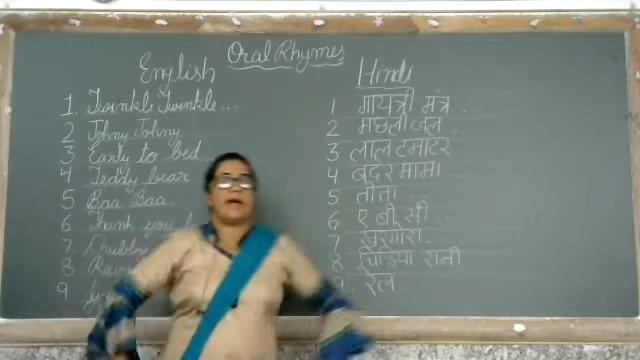 Oral Rhymes
English
1. Twinkle Twinkle...
2 Johny Johny
3 Early to bed
4 Teddy bear
5 Baa Baa
6 Thank you
7. Chubby
8
9
Hindi
1 गायत्री मंत्र
2 मछली जल
3 लाल टमाटर
4 बंदर मामा
5 तोता
6 ए बी सी
7 खरगोश
8 चिड़िया रानी
9. रेल